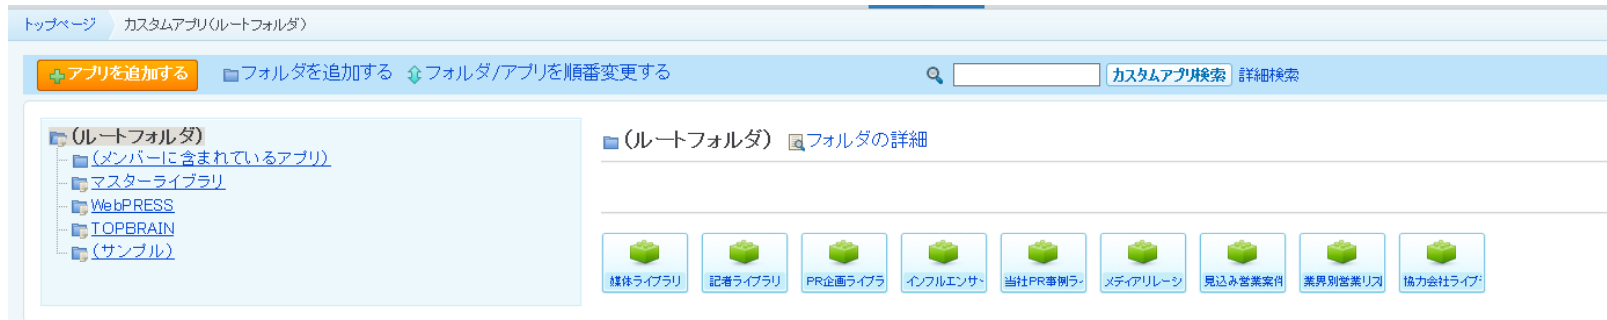 トップページ カスタムアプリ(ルートフォルダ)
アプリを追加する フォルダを追加する フォルダ/アプリを順番変更する カスタムアプリ検索 詳細検索
(ルートフォルダ)
(メンバーに含まれているアプリ)
マスターライブラリ
WebPRESS
TOPBRAIN
(サンプル)
(ルートフォルダ) フォルダの詳細
媒体ライブラリ 記者ライブラリ PR企画ライブラ インフルエンサー 当社PR事例ラ メディアリレーシ 見込み営業案件 業界別営業リス 協力会社ライブ